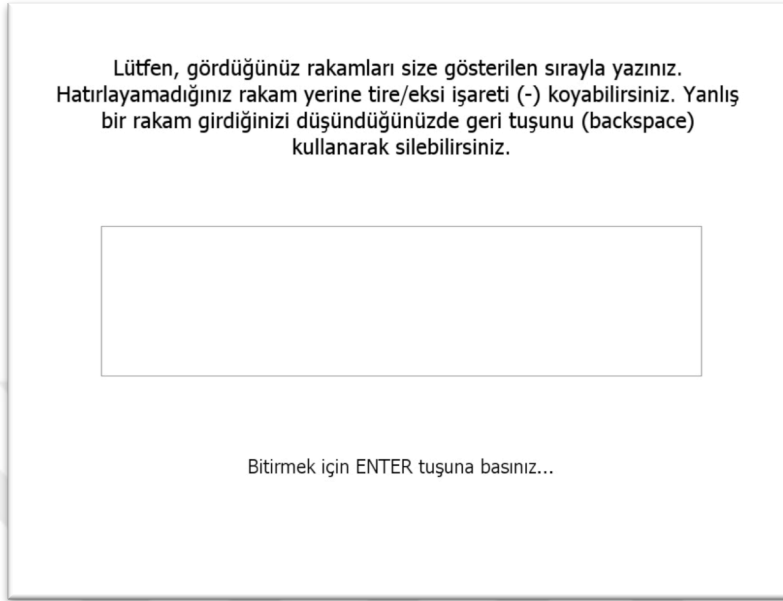 Lütfen, gördüğünüz rakamları size gösterilen sırayla yazınız.
Hatırlayamadığınız rakam yerine tire/eksi işareti (-) koyabilirsiniz. Yanlış
bir rakam girdiğinizi düşündüğünüzde geri tuşunu (backspace)
kullanarak silebilirsiniz.
Bitirmek için ENTER tuşuna basınız...